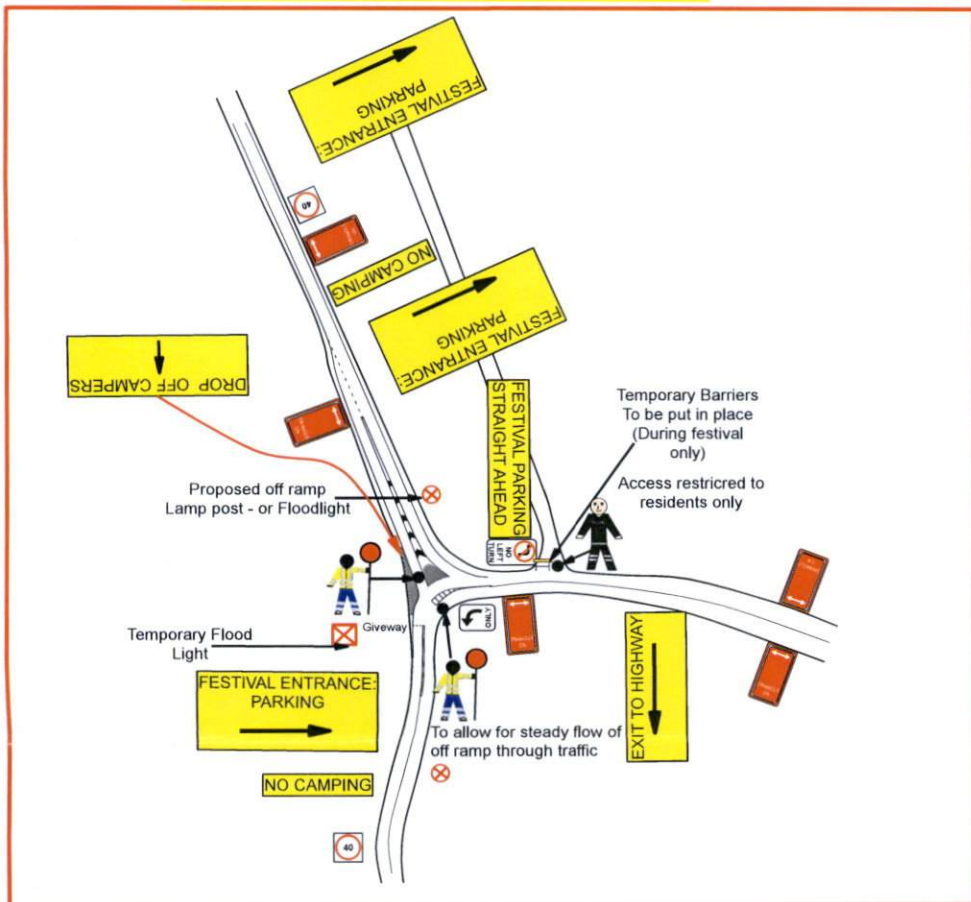 FESTIVAL ENTRANCE:
PARKING
40
NO CAMPING
FESTIVAL ENTRANCE:
PARKING
DROP OFF CAMPERS
FESTIVAL PARKING
STRAIGHT AHEAD
Temporary Barriers
To be put in place
(During festival
only)
Access restricred to
residents only
Proposed off ramp
Lamp post - or Floodlight
NO
LEFT
TURN
ONLY
Giveway
Temporary Flood
Light
FESTIVAL ENTRANCE:
PARKING
To allow for steady flow of
off ramp through traffic
EXIT TO HIGHWAY
NO CAMPING
40